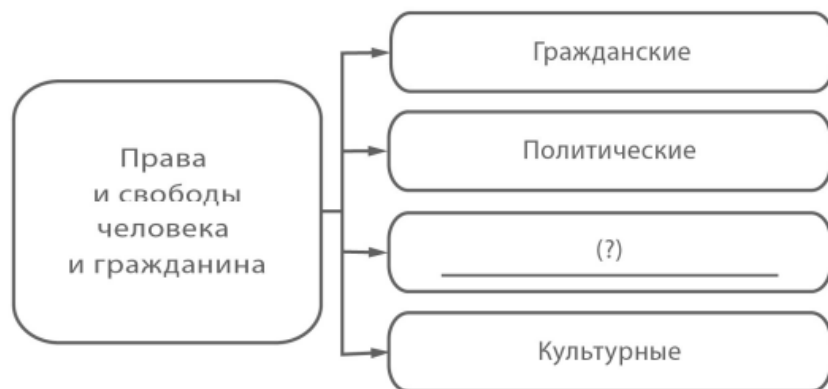 Права
и свободы
человека
и гражданина
Гражданские
Политические
(?)
Культурные